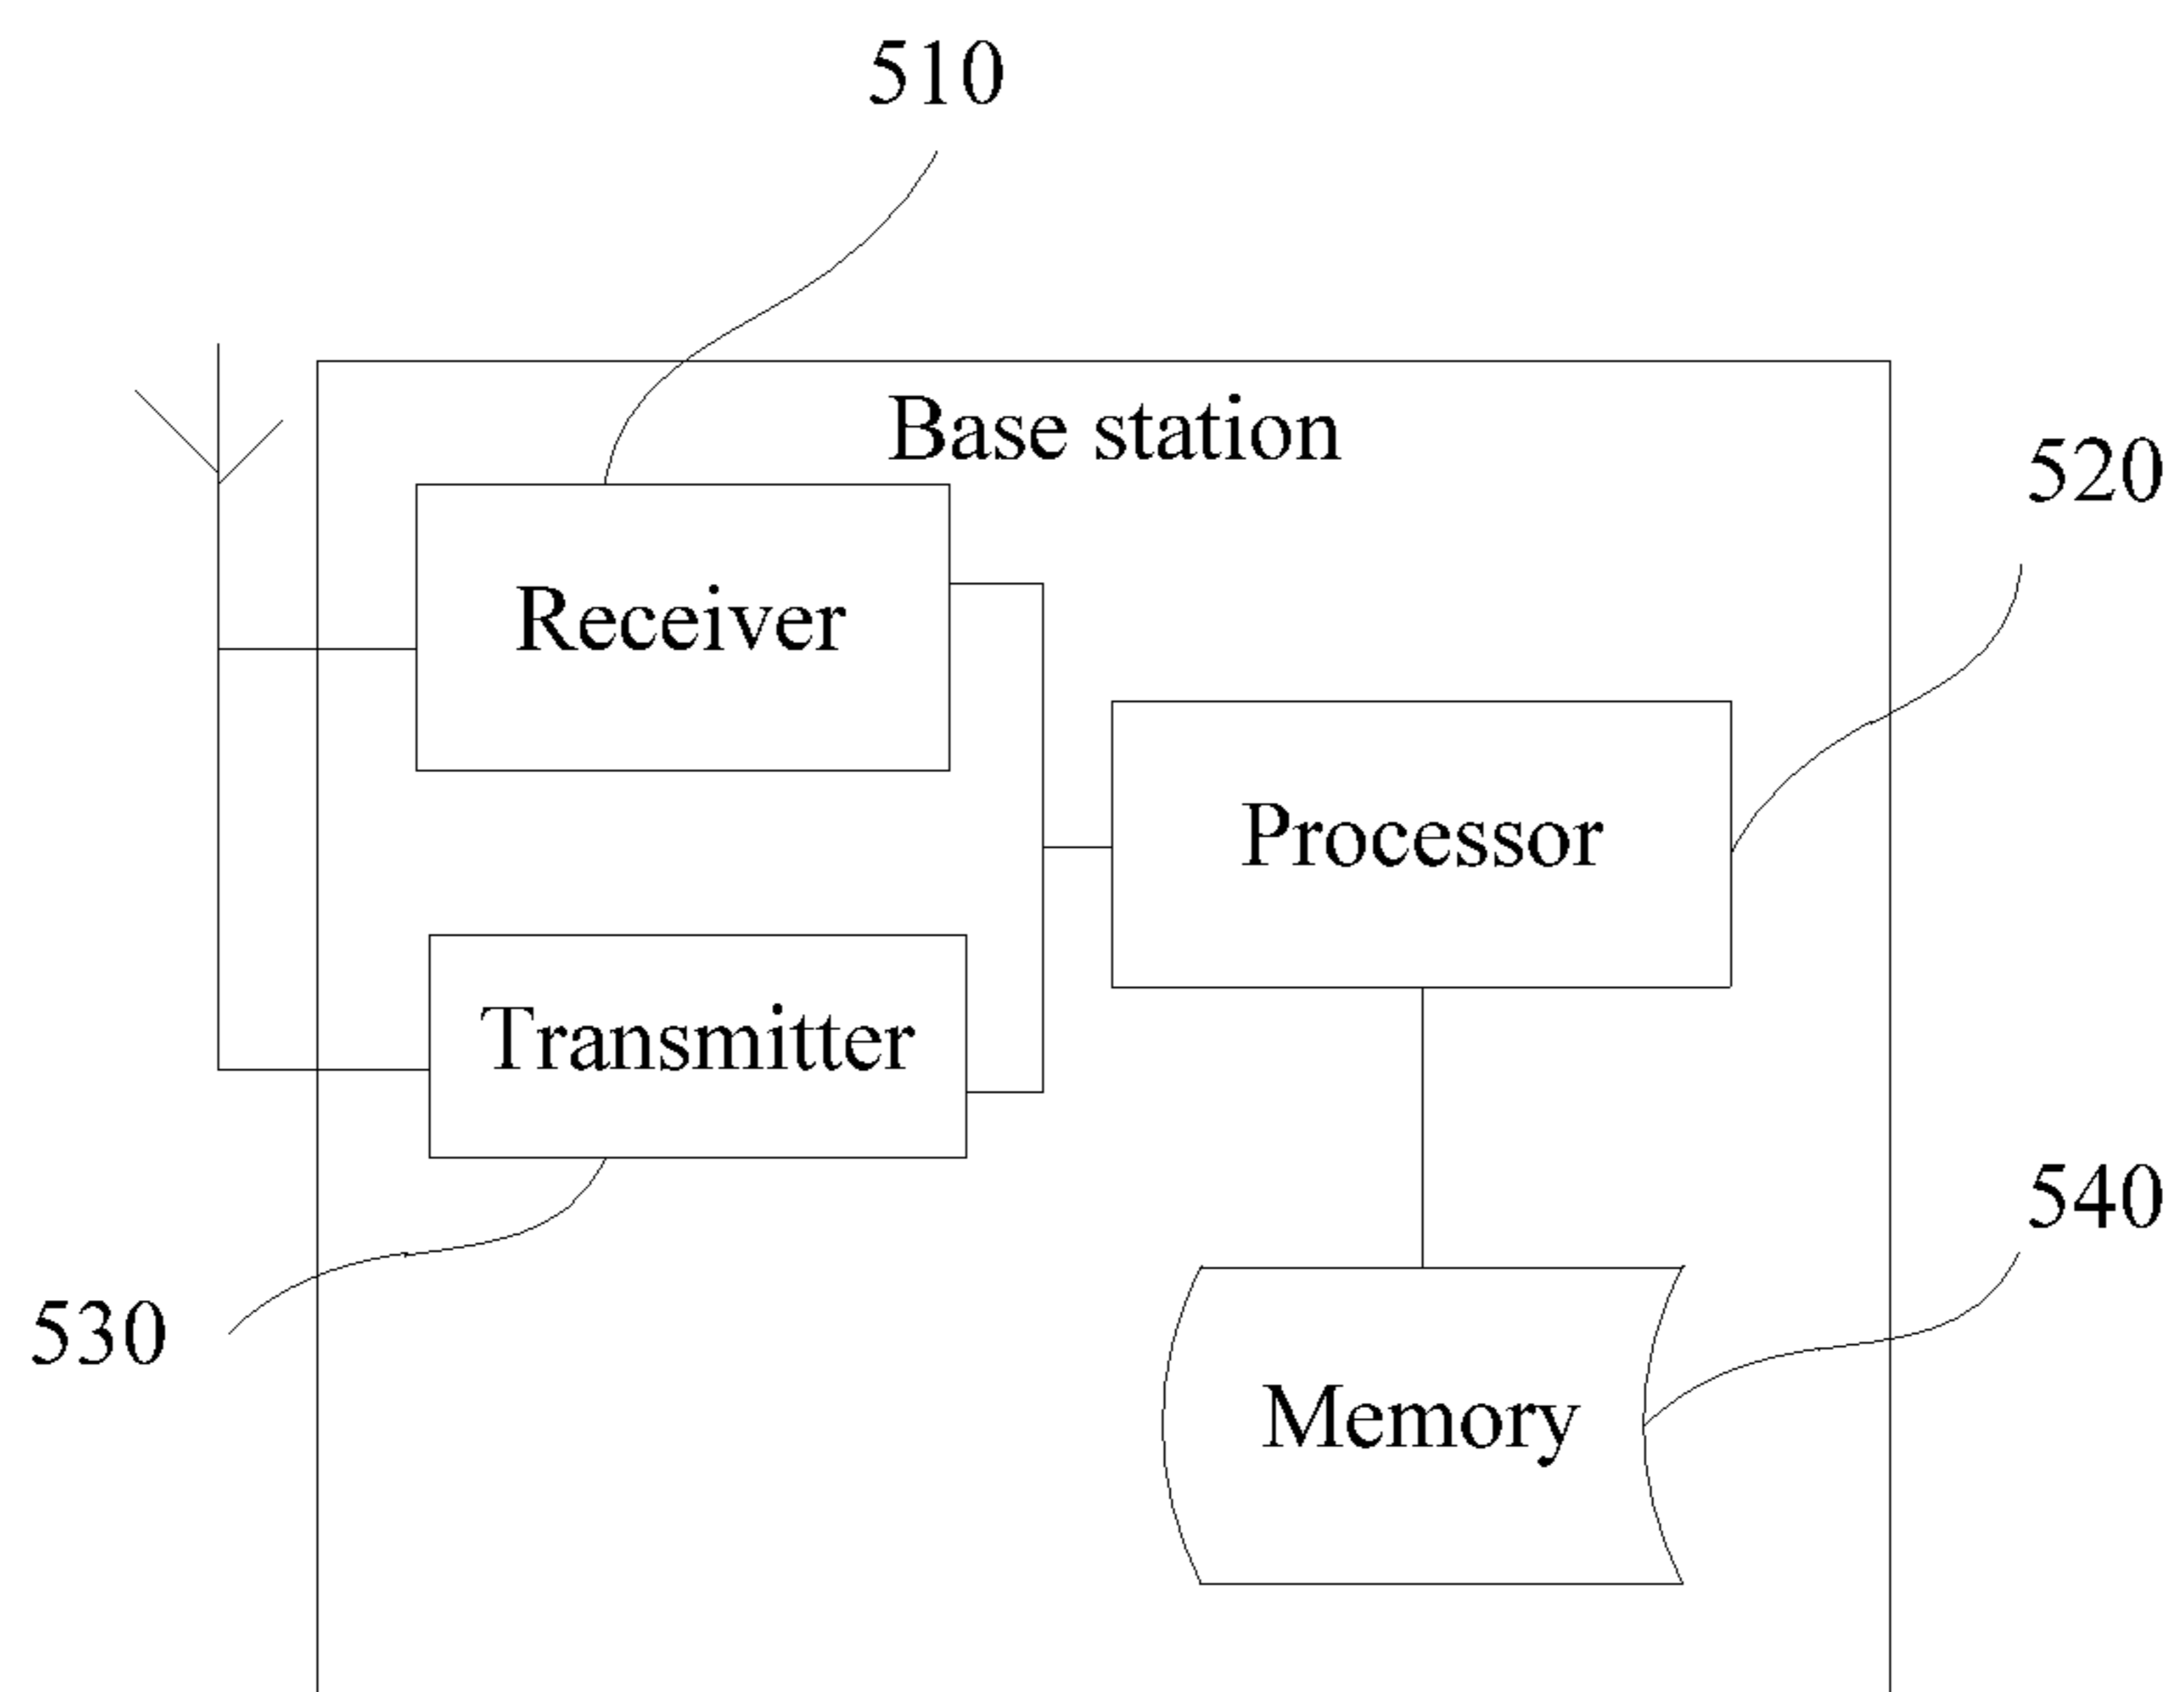 510
Base station
520
Receiver
Processor
Transmitter
540
530
Memory